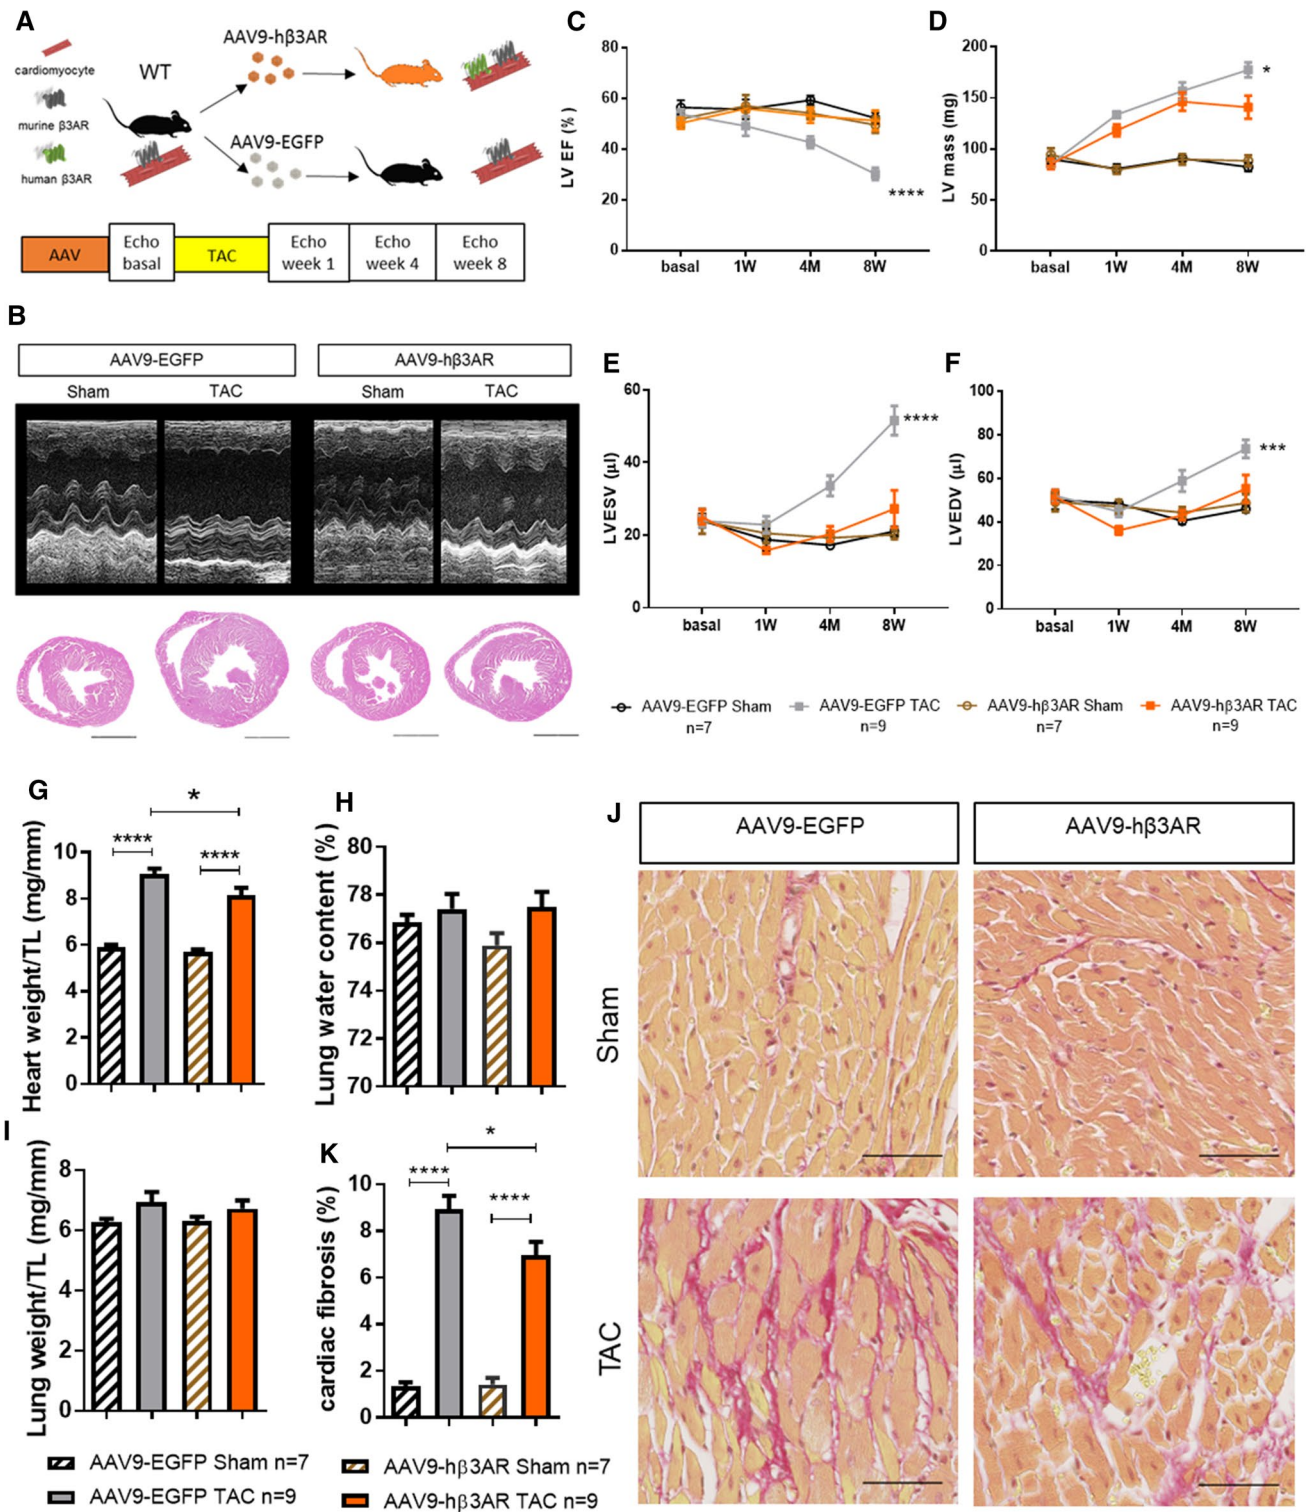 A
cardiomyocyte
murine β3AR
human β3AR
WT
AAV9-hβ3AR
AAV9-EGFP
AAV
Echo
basal
TAC
Echo
week 1
Echo
week 4
Echo
week 8
B
AAV9-EGFP
AAV9-hβ3AR
Sham
TAC
Sham
TAC
C
LV EF (%)
80
60
40
20
0
basal
1W
4M
8W
****
D
LV mass (mg)
200
150
100
50
0
basal
1W
4M
8W
*
E
LVESV (µl)
60
40
20
0
basal
1W
4M
8W
****
F
LVEDV (µl)
100
80
60
40
20
0
basal
1W
4M
8W
***
AAV9-EGFP Sham
n=7
AAV9-EGFP TAC
n=9
AAV9-hβ3AR Sham
n=7
AAV9-hβ3AR TAC
n=9
G
Heart weight/TL (mg/mm)
10
8
6
4
2
0
****
*
****
H
Lung water content (%)
80
78
76
74
72
70
I
Lung weight/TL (mg/mm)
8
6
4
2
0
K
cardiac fibrosis (%)
10
8
6
4
2
0
****
*
****
AAV9-EGFP Sham n=7
AAV9-EGFP TAC n=9
AAV9-hβ3AR Sham n=7
AAV9-hβ3AR TAC n=9
J
AAV9-EGFP
AAV9-hβ3AR
Sham
TAC